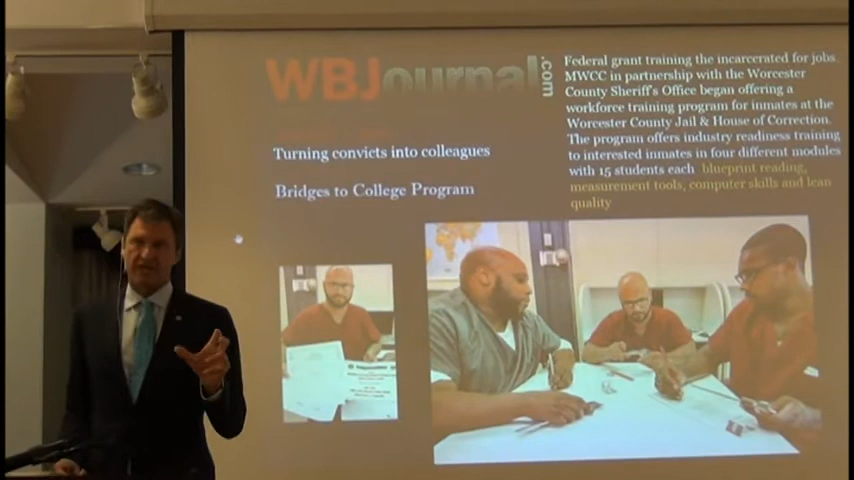 WBJournal
.com
Turning convicts into colleagues
Bridges to College Program
Federal grant training the incarcerated for jobs.
MWCC in partnership with the Worcester
County Sheriff's Office began offering a
workforce training program for inmates at the
Worcester County Jail & House of Correction.
The program offers industry readiness training
to interested inmates in four different modules
with 15 students each blueprint reading,
measurement tools, computer skills and lean
quality